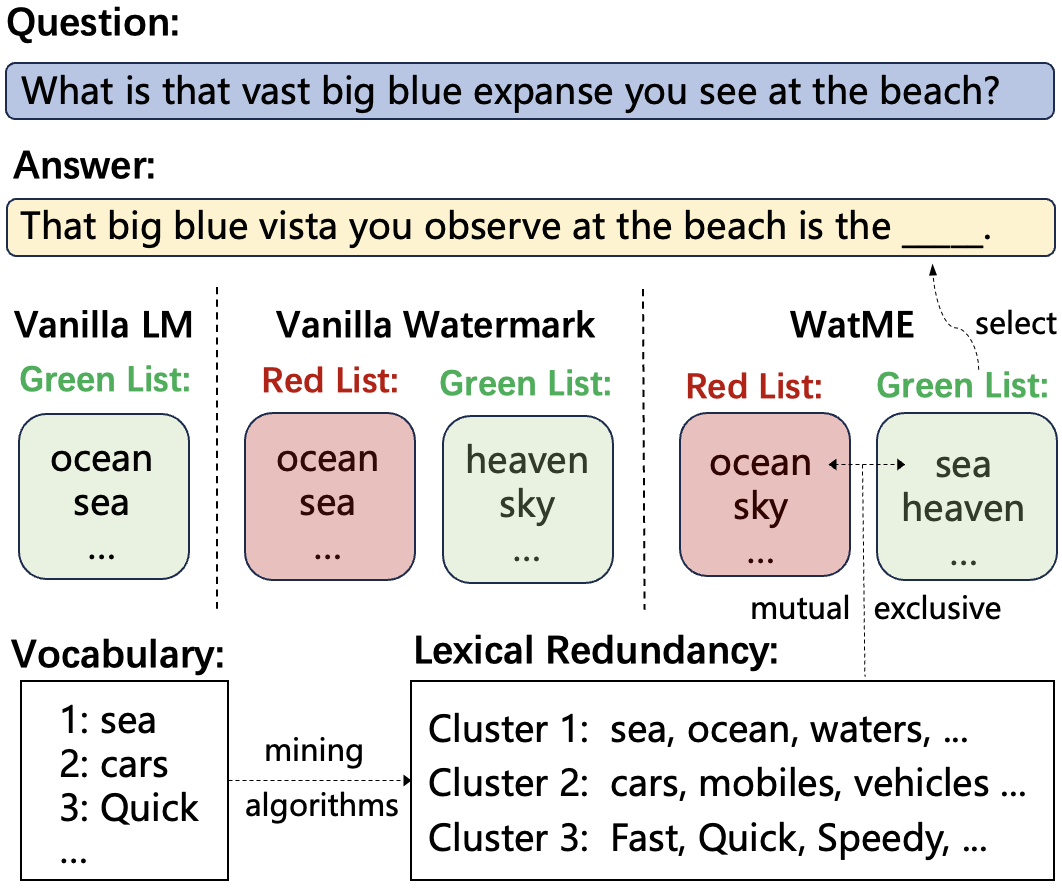 Question:
What is that vast big blue expanse you see at the beach?
Answer:
That big blue vista you observe at the beach is the _____.
Vanilla LM
Green List:
ocean
sea
...
Vanilla Watermark
Red List:
ocean
sea
...
Green List:
heaven
sky
...
WatME
select
Red List:
ocean
sky
...
Green List:
sea
heaven
...
mutual exclusive
Vocabulary:
1: sea
2: cars
3: Quick
...
mining
algorithms
Lexical Redundancy:
Cluster 1: sea, ocean, waters, ...
Cluster 2: cars, mobiles, vehicles ...
Cluster 3: Fast, Quick, Speedy, ...